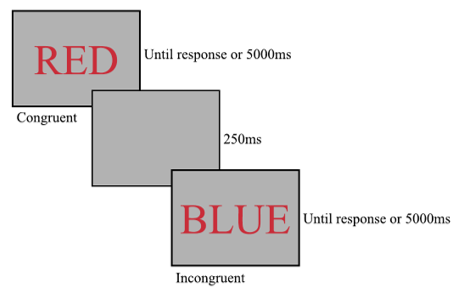 RED
Until response or 5000ms
Congruent
250ms
BLUE
Until response or 5000ms
Incongruent